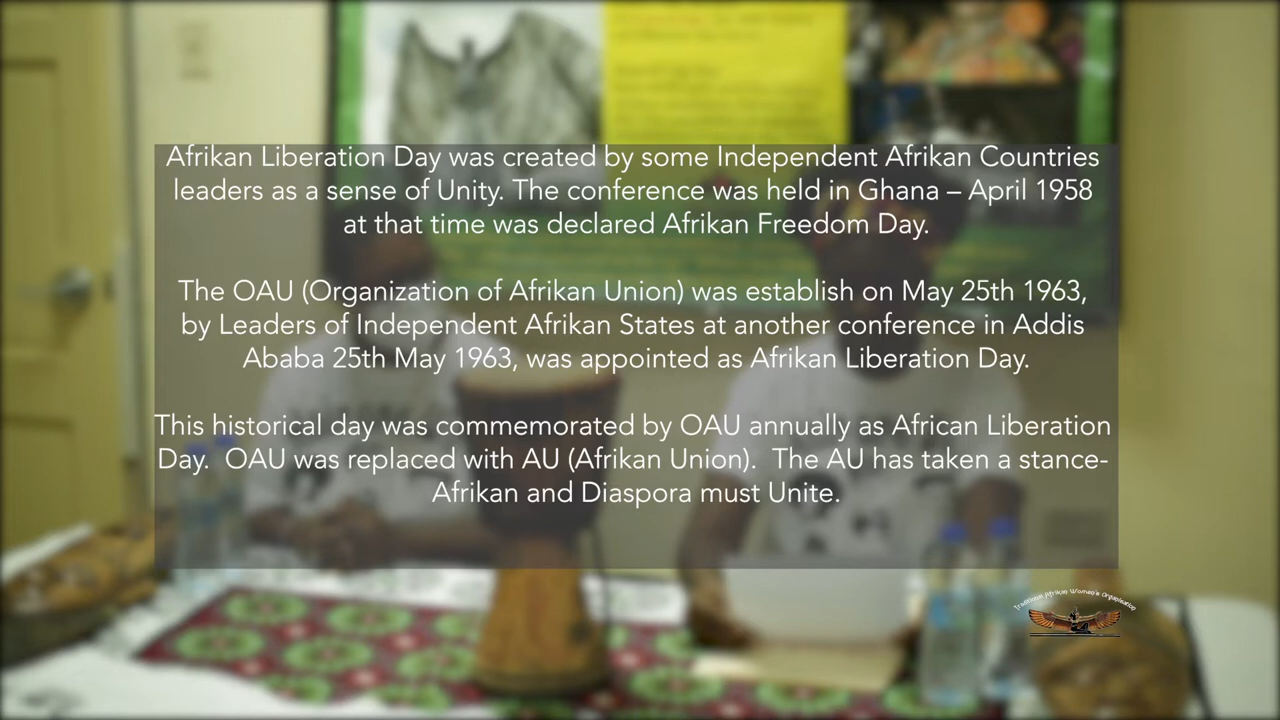 Afrikan Liberation Day was created by some Independent Afrikan Countries
leaders as a sense of Unity. The conference was held in Ghana – April 1958
at that time was declared Afrikan Freedom Day.
The OAU (Organization of Afrikan Union) was establish on May 25th 1963,
by Leaders of Independent Afrikan States at another conference in Addis
Ababa 25th May 1963, was appointed as Afrikan Liberation Day.
This historical day was commemorated by OAU annually as African Liberation
Day.  OAU was replaced with AU (Afrikan Union).  The AU has taken a stance-
Afrikan and Diaspora must Unite.
Traditional Afrikan Women's Organisation